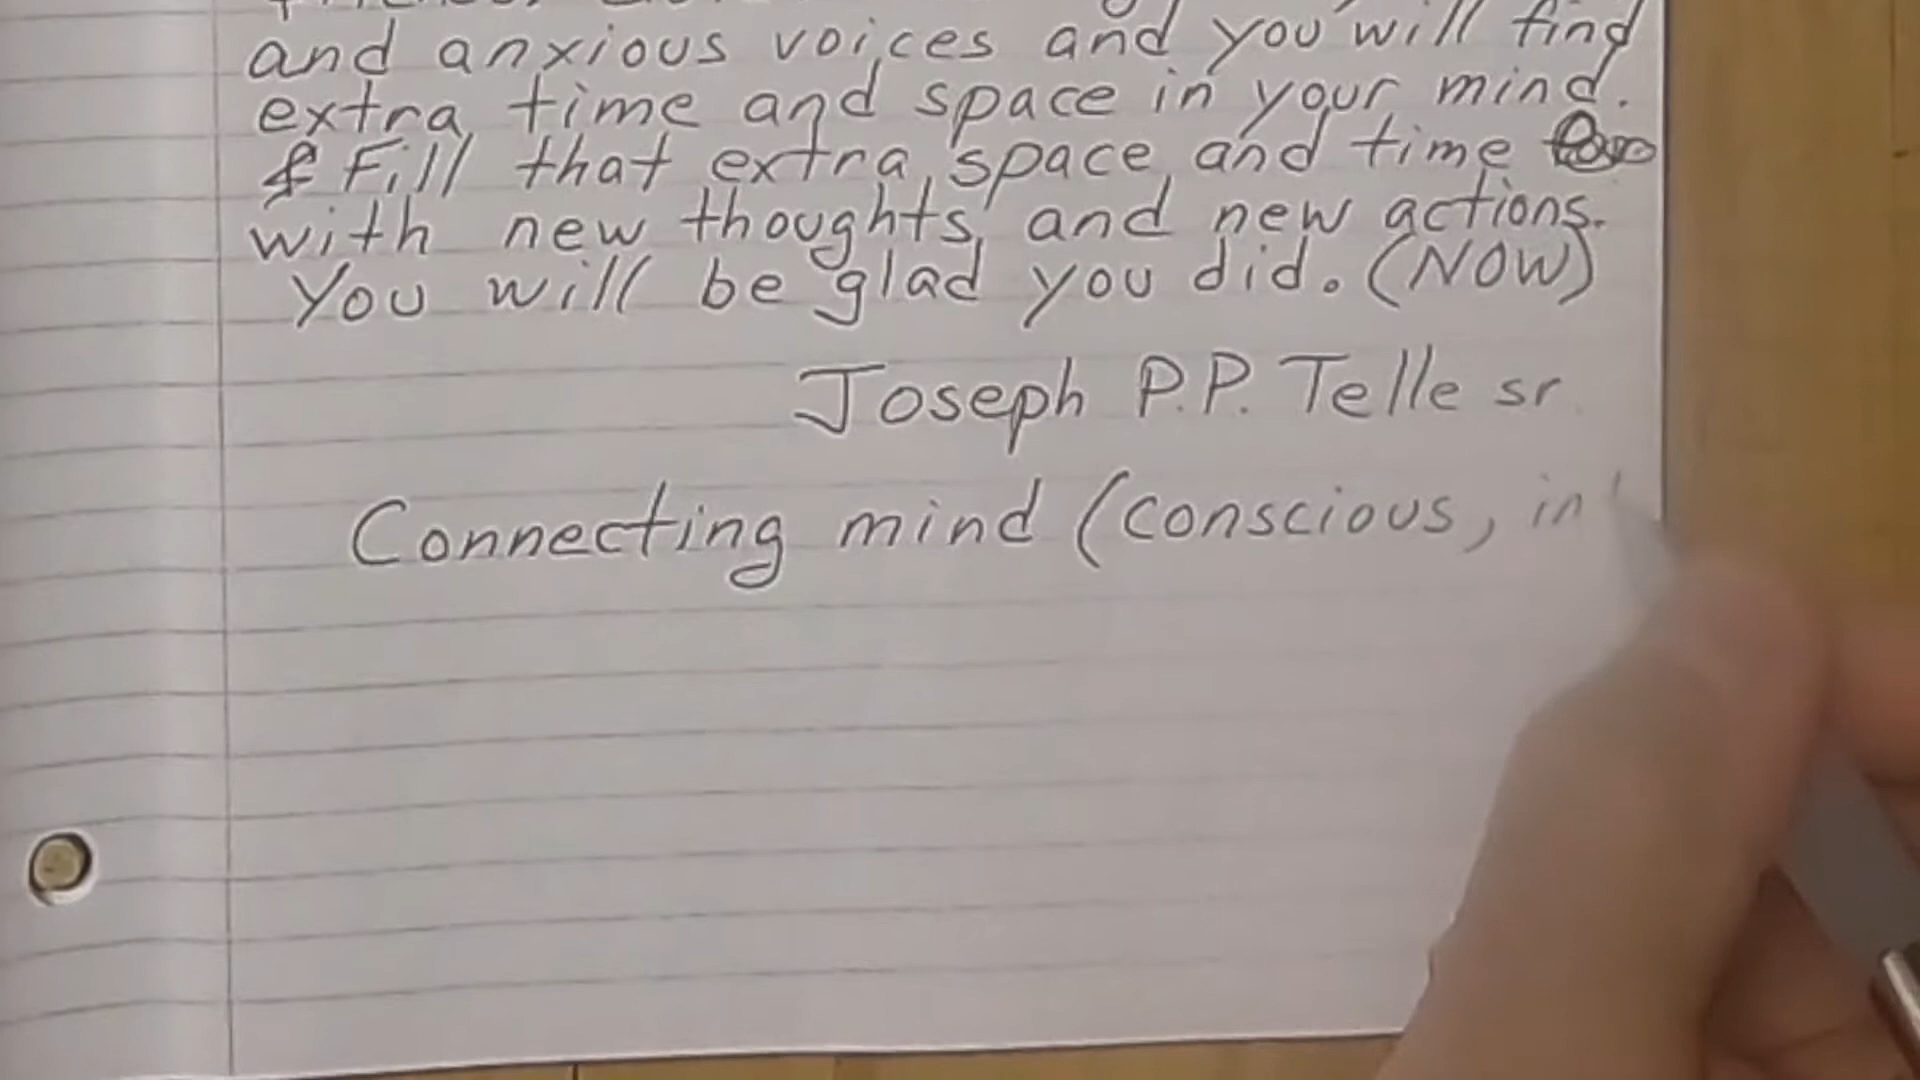 and anxious voices and you will find
extra time and space in your mind.
Fill that extra space and time
with new thoughts and new actions.
You will be glad you did. (NOW)
Joseph P.P. Telle sr.
Connecting mind (conscious, in